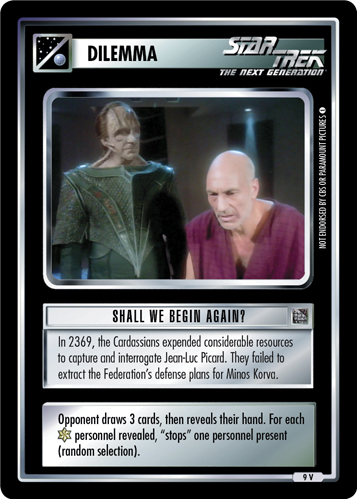 DILEMMA
STAR TREK
THE NEXT GENERATION
NOT ENDORSED BY CBS OR PARAMOUNT PICTURES
SHALL WE BEGIN AGAIN?
In 2369, the Cardassians expended considerable resources
to capture and interrogate Jean-Luc Picard. They failed to
extract the Federation's defense plans for Minos Korva.
Opponent draws 3 cards, then reveals their hand. For each
personnel revealed, "stops" one personnel present
(random selection).
9 V